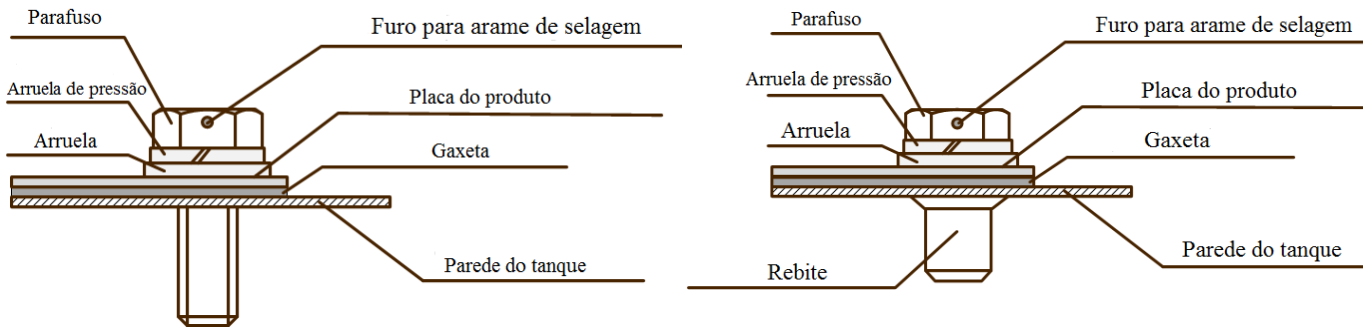 Parafuso
Furo para arame de selagem
Arruela de pressão
Placa do produto
Arruela
Gaxeta
Parede do tanque
Parafuso
Furo para arame de selagem
Arruela de pressão
Placa do produto
Arruela
Gaxeta
Parede do tanque
Rebite